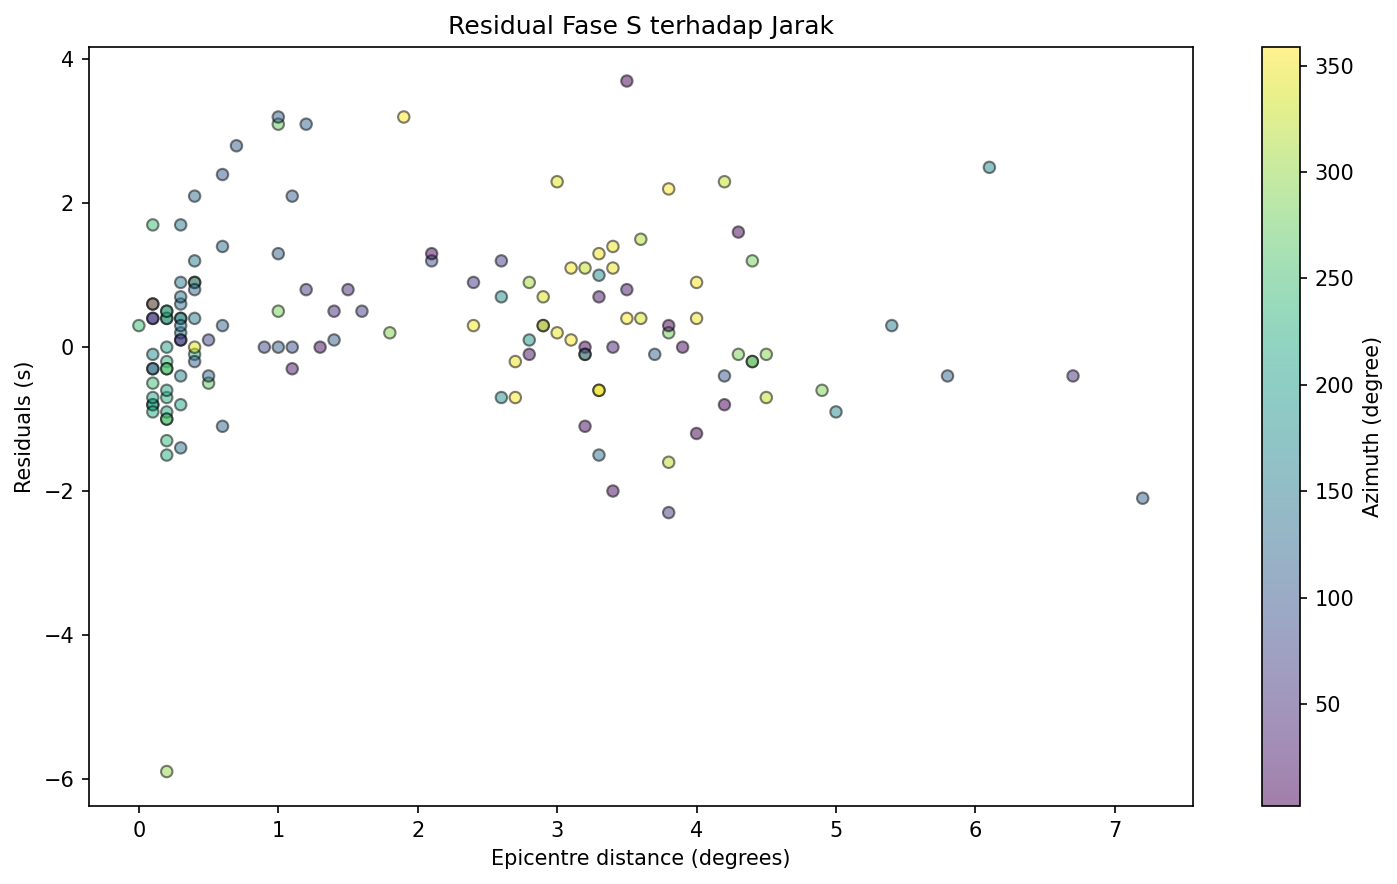 Residual Fase S terhadap Jarak
Residuals (s)
4
2
0
−2
−4
−6
0 1 2 3 4 5 6 7
Epicentre distance (degrees)
350
300
250
200
150
100
50
Azimuth (degree)